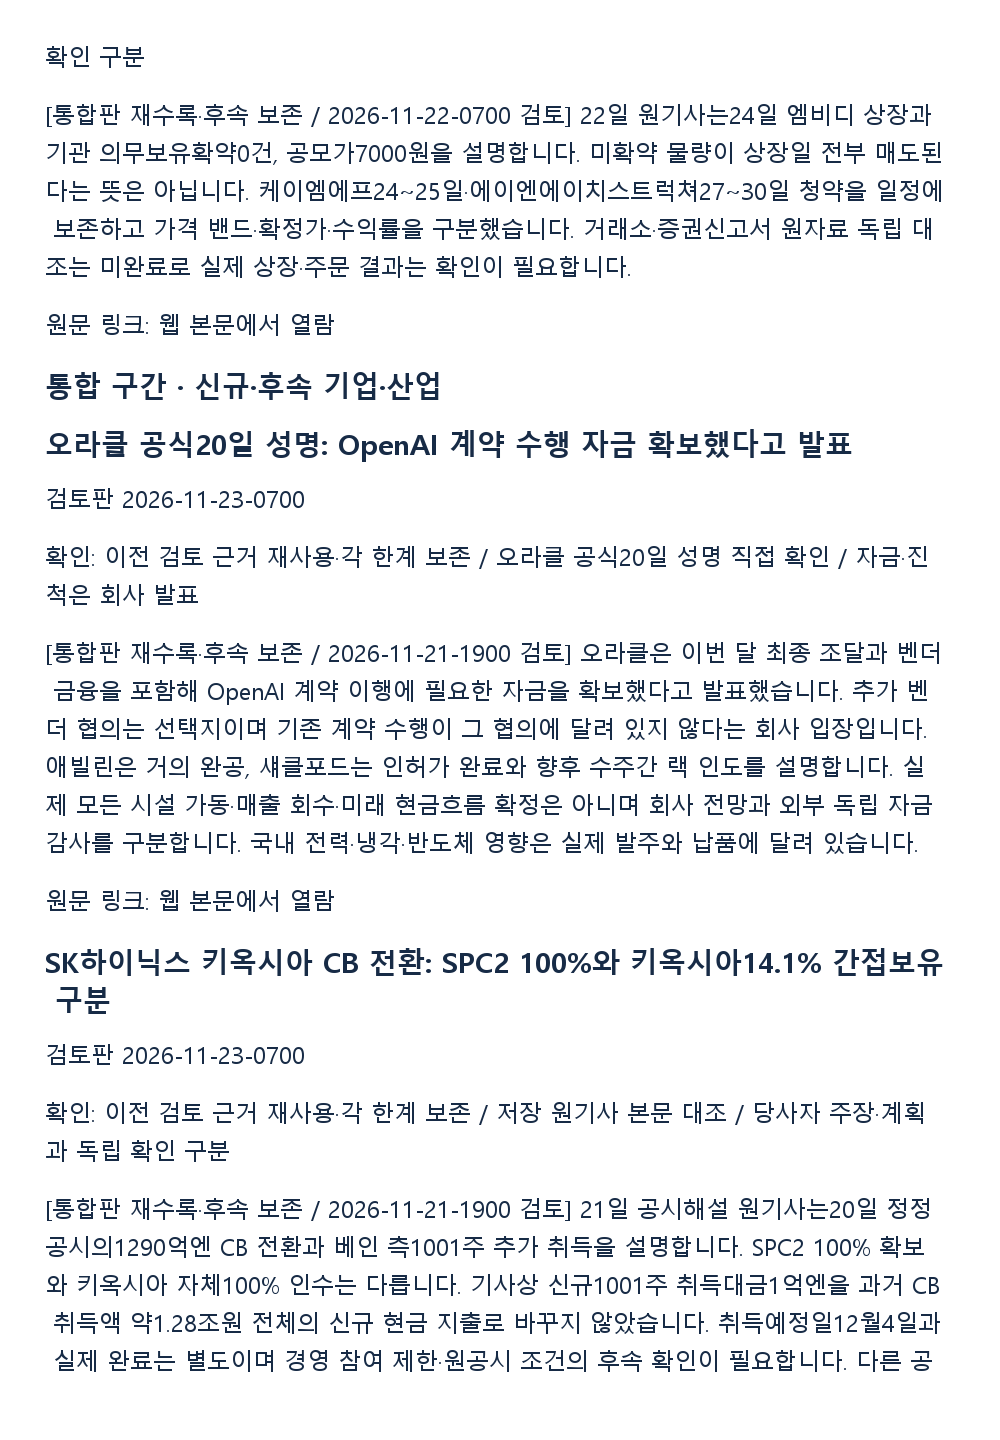 확인 구분
[통합판 재수록·후속 보존 / 2026-11-22-0700 검토] 22일 원기사는24일 엠비디 상장과
기관 의무보유확약0건, 공모가7000원을 설명합니다. 미확약 물량이 상장일 전부 매도된
다는 뜻은 아닙니다. 케이엠에프24~25일·에이엔에이치스트럭쳐27~30일 청약을 일정에
보존하고 가격 밴드·확정가·수익률을 구분했습니다. 거래소·증권신고서 원자료 독립 대
조는 미완료로 실제 상장·주문 결과는 확인이 필요합니다.
원문 링크: 웹 본문에서 열람
통합 구간 · 신규·후속 기업·산업
오라클 공식20일 성명: OpenAI 계약 수행 자금 확보했다고 발표
검토판 2026-11-23-0700
확인: 이전 검토 근거 재사용·각 한계 보존 / 오라클 공식20일 성명 직접 확인 / 자금·진
척은 회사 발표
[통합판 재수록·후속 보존 / 2026-11-21-1900 검토] 오라클은 이번 달 최종 조달과 벤더
금융을 포함해 OpenAI 계약 이행에 필요한 자금을 확보했다고 발표했습니다. 추가 벤
더 협의는 선택지이며 기존 계약 수행이 그 협의에 달려 있지 않다는 회사 입장입니다.
애빌린은 거의 완공, 섀클포드는 인허가 완료와 향후 수주간 랙 인도를 설명합니다. 실
제 모든 시설 가동·매출 회수·미래 현금흐름 확정은 아니며 회사 전망과 외부 독립 자금
감사를 구분합니다. 국내 전력·냉각·반도체 영향은 실제 발주와 납품에 달려 있습니다.
원문 링크: 웹 본문에서 열람
SK하이닉스 키옥시아 CB 전환: SPC2 100%와 키옥시아14.1% 간접보유
구분
검토판 2026-11-23-0700
확인: 이전 검토 근거 재사용·각 한계 보존 / 저장 원기사 본문 대조 / 당사자 주장·계획
과 독립 확인 구분
[통합판 재수록·후속 보존 / 2026-11-21-1900 검토] 21일 공시해설 원기사는20일 정정
공시의1290억엔 CB 전환과 베인 측1001주 추가 취득을 설명합니다. SPC2 100% 확보
와 키옥시아 자체100% 인수는 다릅니다. 기사상 신규1001주 취득대금1억엔을 과거 CB
취득액 약1.28조원 전체의 신규 현금 지출로 바꾸지 않았습니다. 취득예정일12월4일과
실제 완료는 별도이며 경영 참여 제한·원공시 조건의 후속 확인이 필요합니다. 다른 공